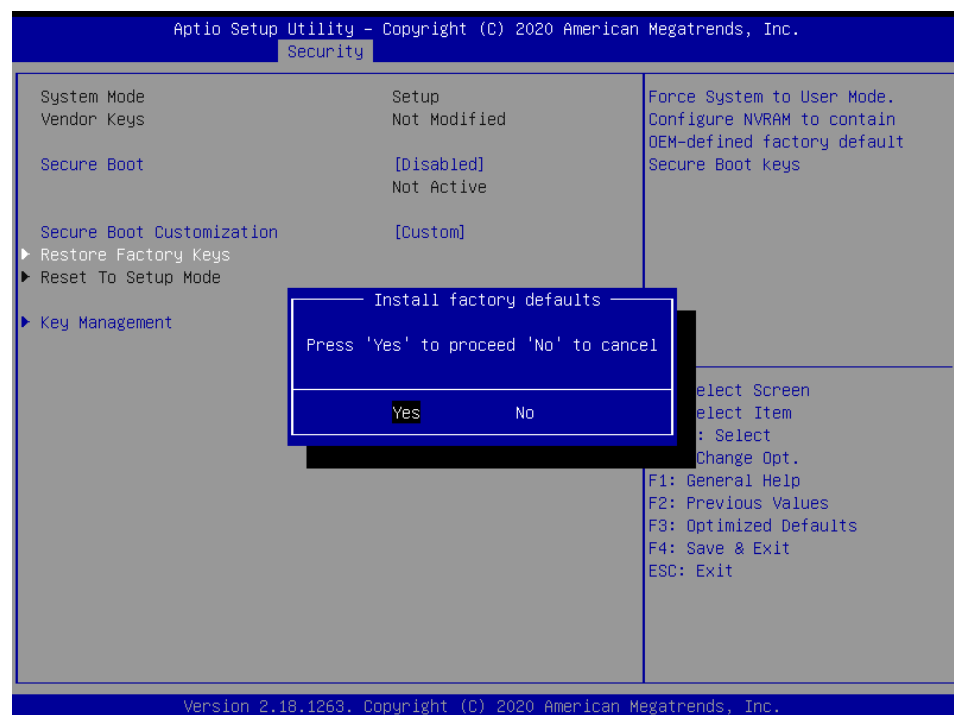 Aptio Setup Utility – Copyright (C) 2020 American Megatrends, Inc.
Security
System Mode Setup
Vendor Keys Not Modified
Secure Boot [Disabled]
Not Active
Secure Boot Customization [Custom]
Restore Factory Keys
Reset To Setup Mode
Key Management
Force System to User Mode.
Configure NVRAM to contain
OEM-defined factory default
Secure Boot keys
Install factory defaults
Press 'Yes' to proceed 'No' to cancel
Yes No
elect Screen
elect Item
: Select
Change Opt.
F1: General Help
F2: Previous Values
F3: Optimized Defaults
F4: Save & Exit
ESC: Exit
Version 2.18.1263. Copyright (C) 2020 American Megatrends, Inc.